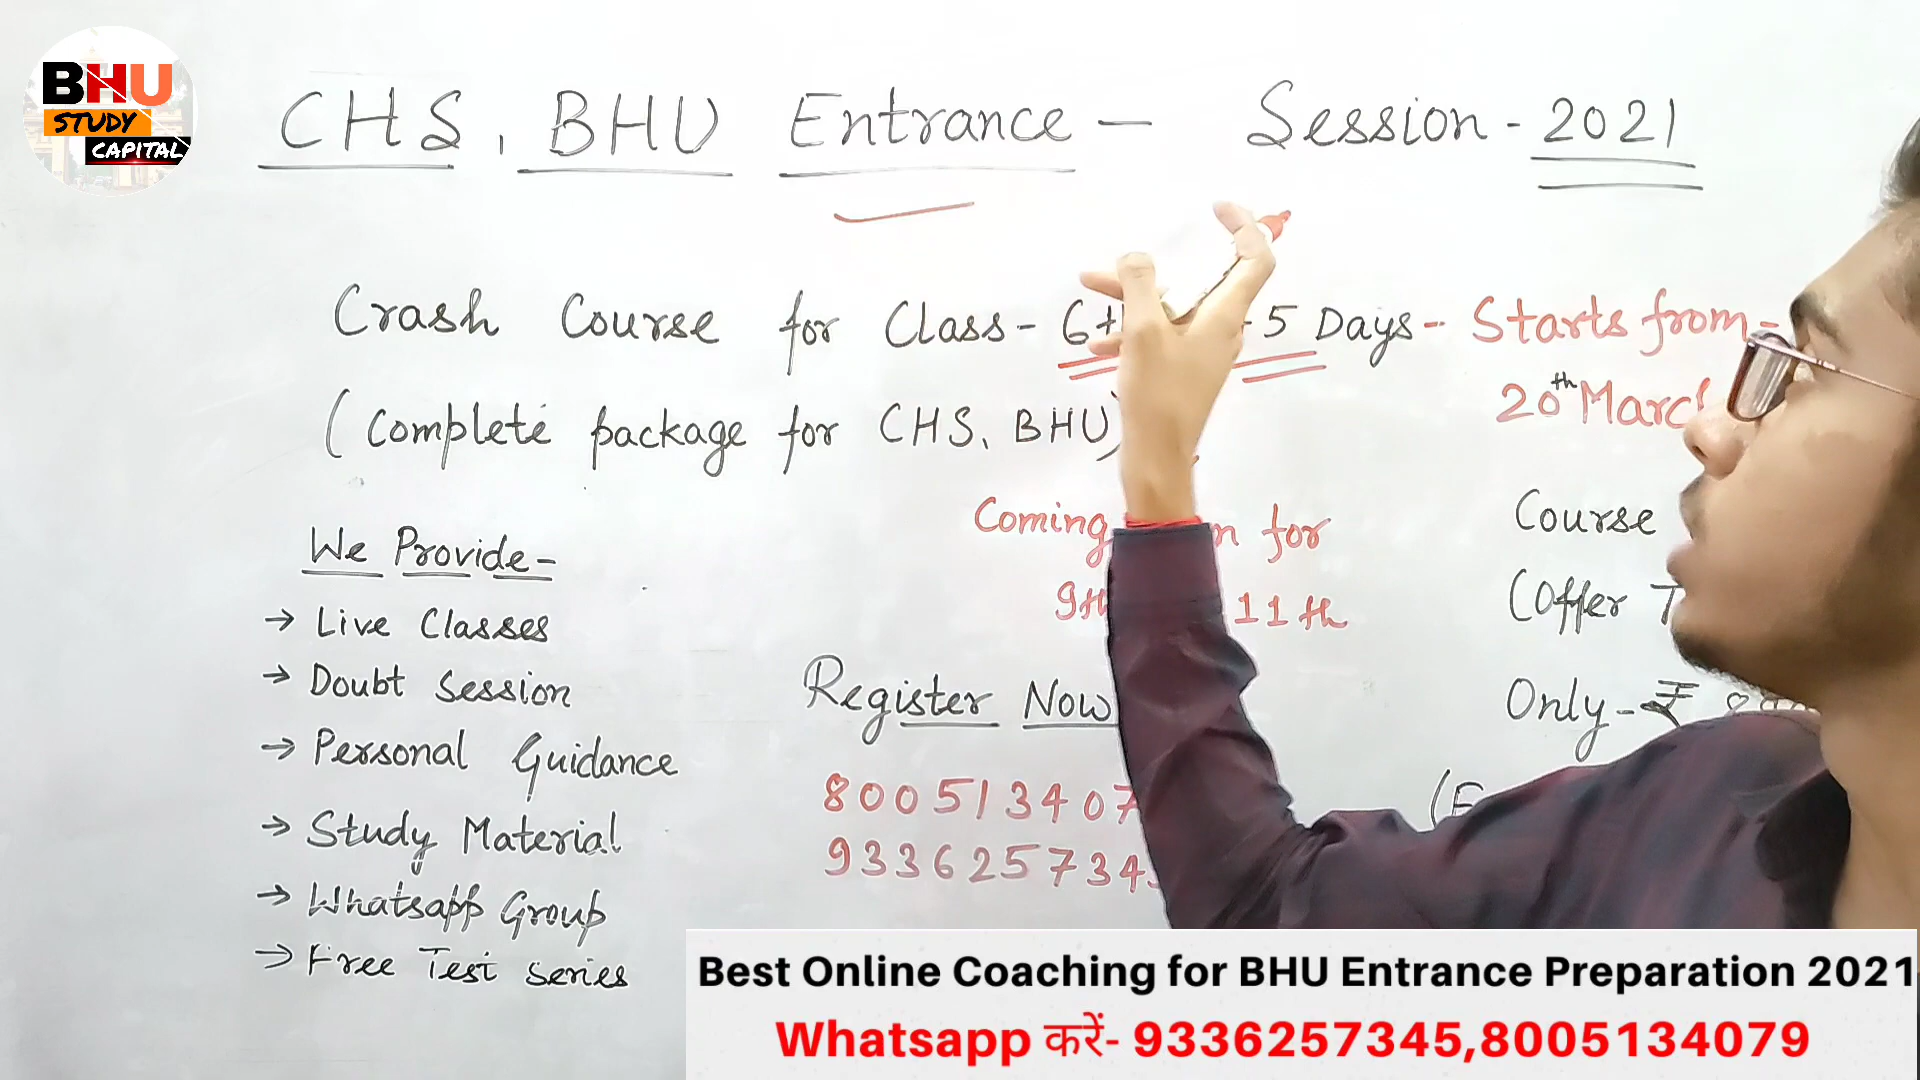 BHU
STUDY
CAPITAL
CHS, BHU Entrance - Session - 2021
Crash Course for Class - 5 Days - Starts from -
20th
(Complete package for CHS, BHU)
Coming for
11th
Course
(Offer
Only - ₹
We Provide -
→ Live Classes
→ Doubt Session
→ Personal Guidance
→ Study Material
→ Whatsapp Group
→ Free Test Series
Register Now
800513407
933625734
Best Online Coaching for BHU Entrance Preparation 2021
Whatsapp करें- 9336257345,8005134079